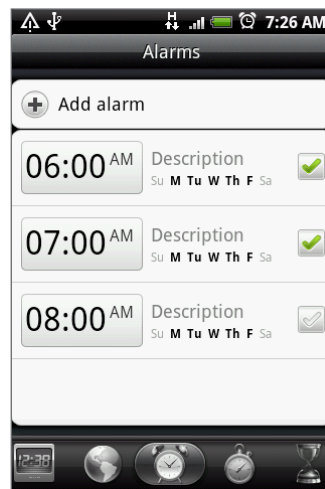 H 7:26 AM
Alarms
Add alarm
06:00 AM Description
Su M Tu W Th F Sa
07:00 AM Description
Su M Tu W Th F Sa
08:00 AM Description
Su M Tu W Th F Sa
12:38